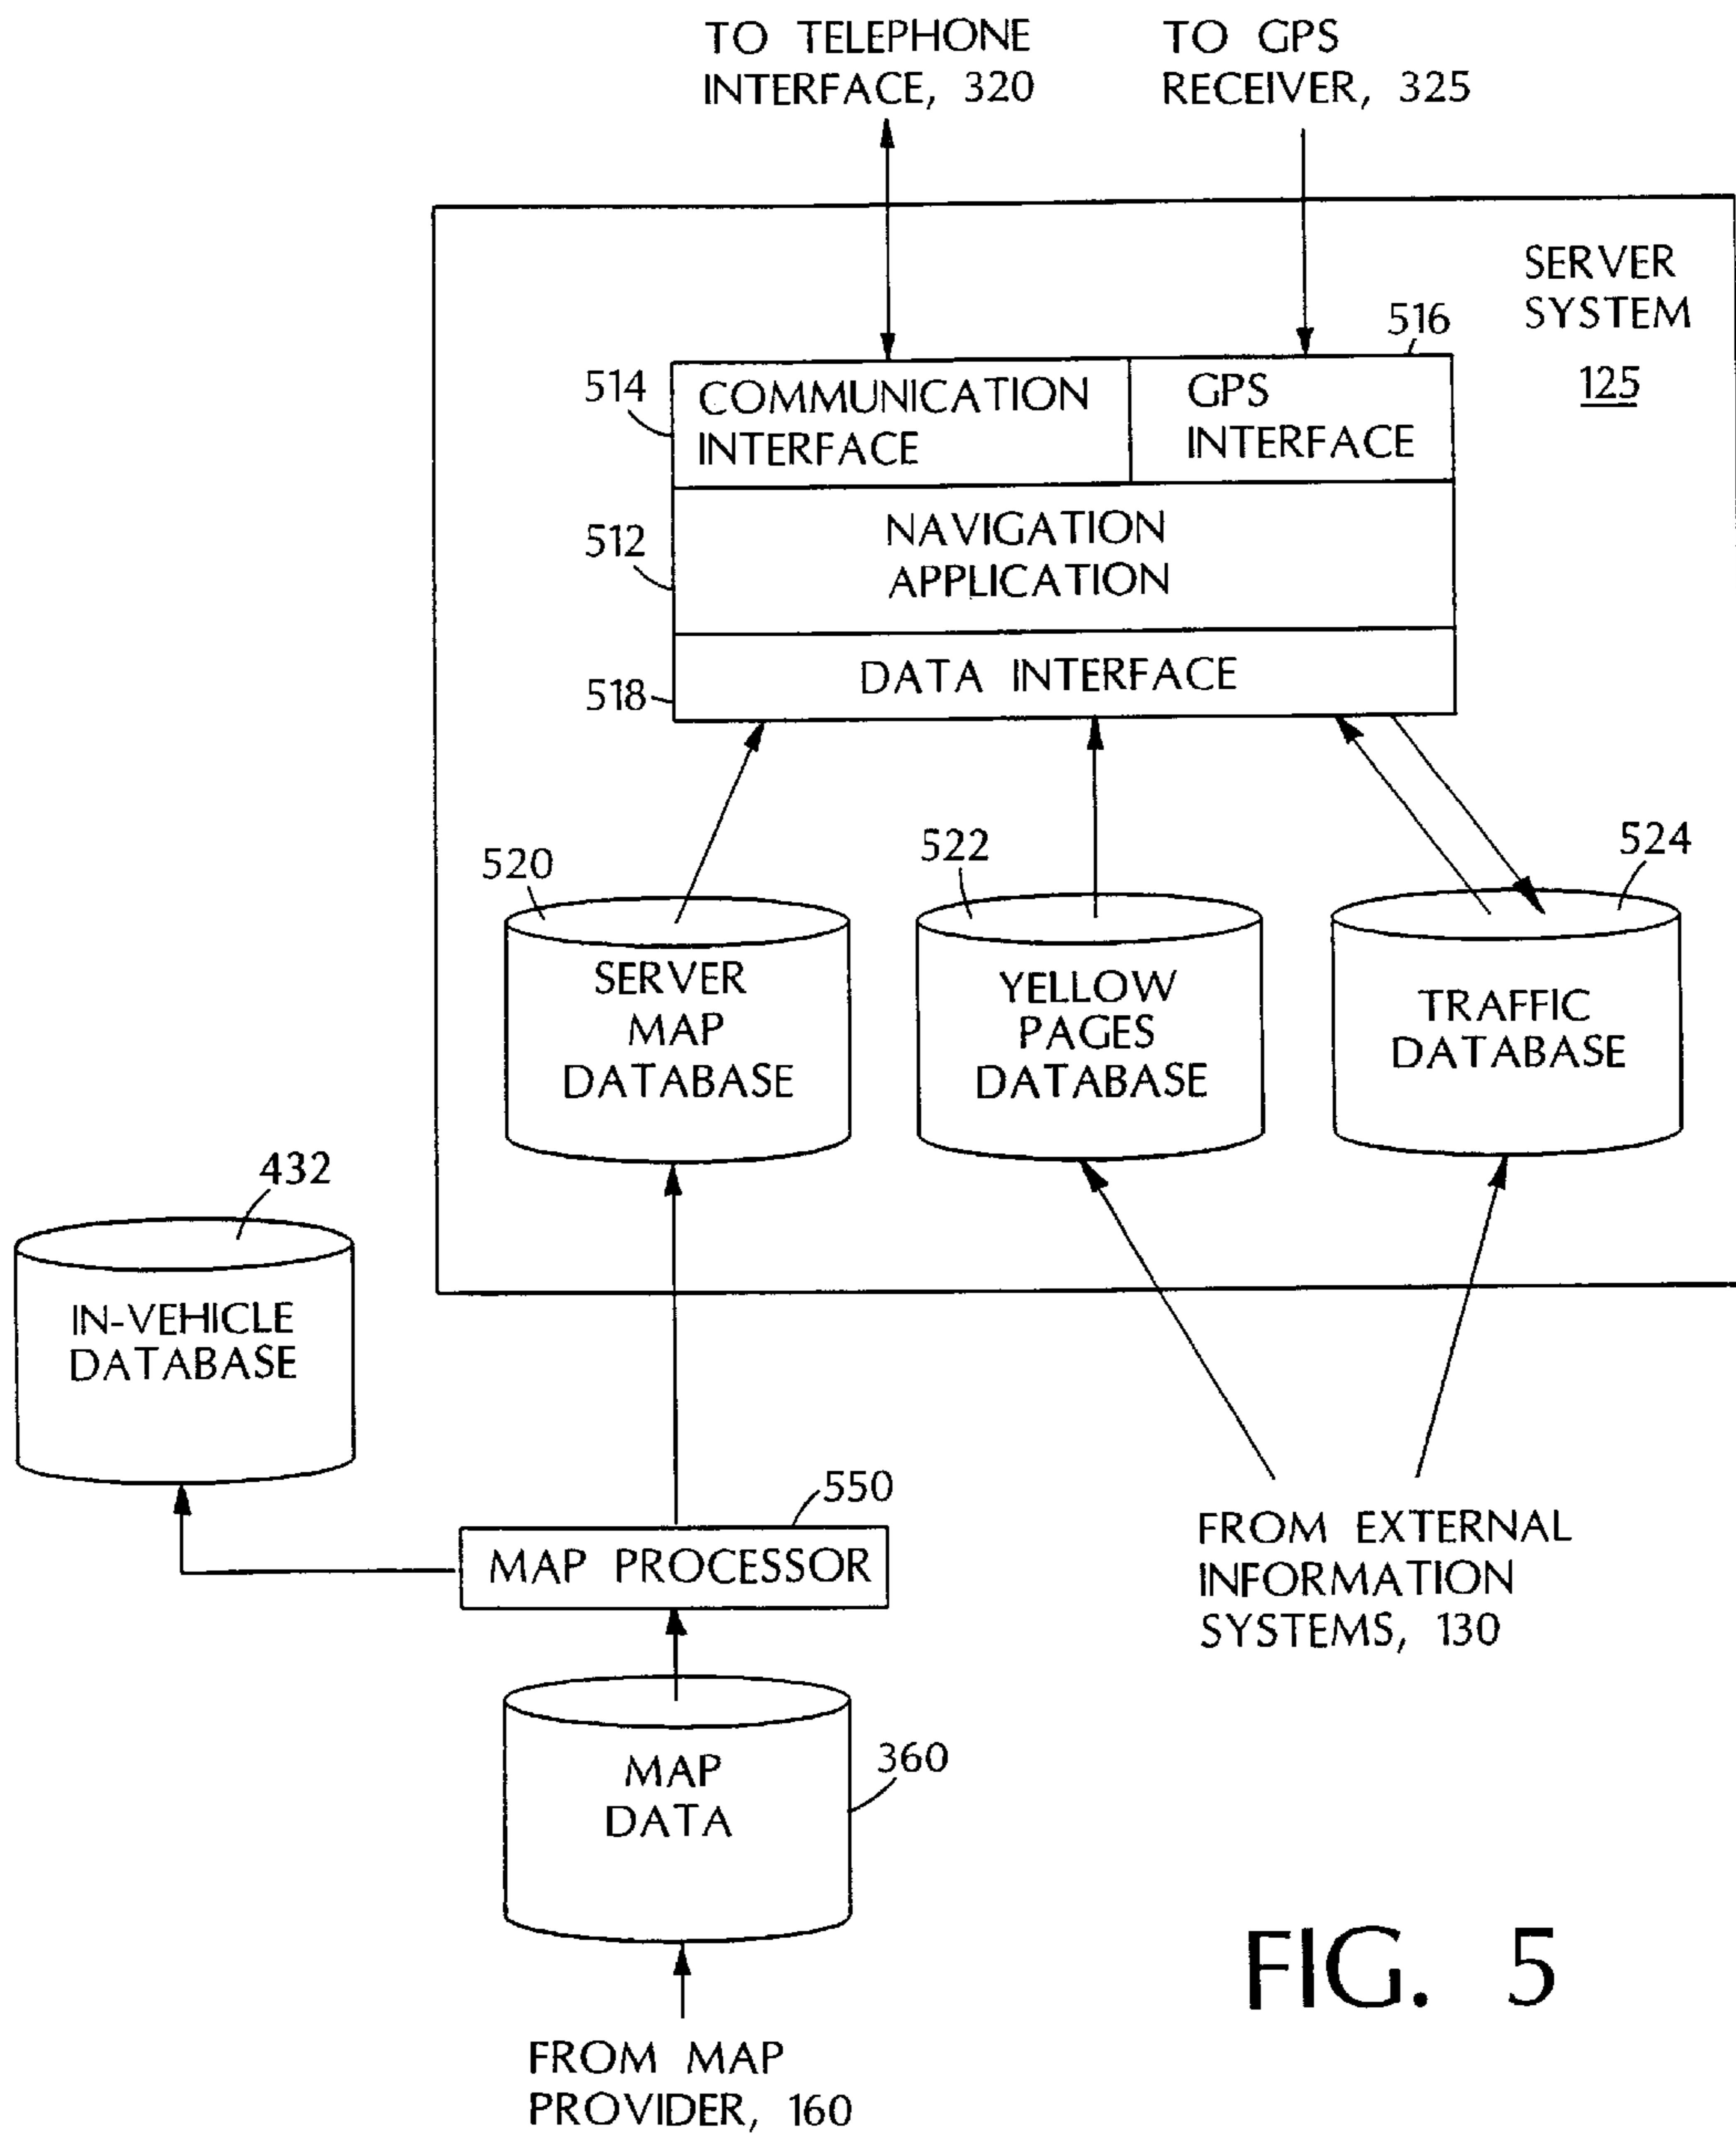 TO TELEPHONE
INTERFACE, 320
TO GPS
RECEIVER, 325
SERVER
SYSTEM
125
514
COMMUNICATION
INTERFACE
516
GPS
INTERFACE
512
NAVIGATION
APPLICATION
518
DATA INTERFACE
520
SERVER
MAP
DATABASE
522
YELLOW
PAGES
DATABASE
524
TRAFFIC
DATABASE
432
IN-VEHICLE
DATABASE
550
MAP PROCESSOR
FROM EXTERNAL
INFORMATION
SYSTEMS, 130
360
MAP
DATA
FROM MAP
PROVIDER, 160
FIG. 5